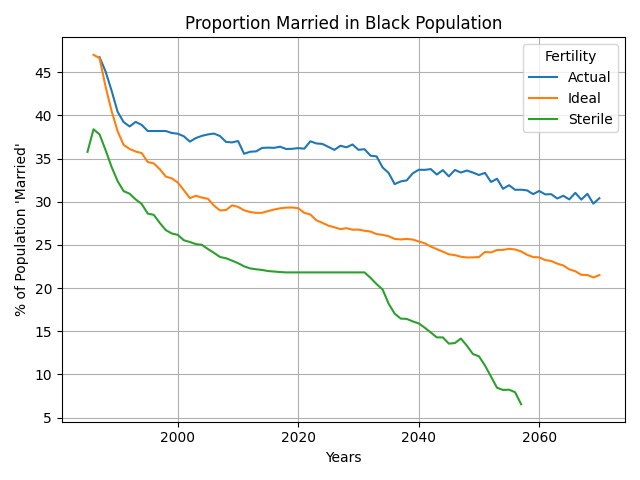 Proportion Married in Black Population
% of Population 'Married'
45
40
35
30
25
20
15
10
5
2000
2020
2040
2060
Years
Fertility
Actual
Ideal
Sterile